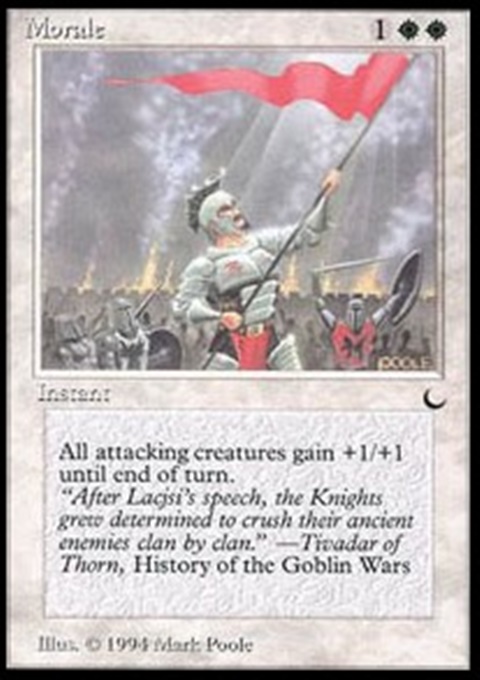 Morale 1
POOLE
Instant
All attacking creatures gain +1/+1
until end of turn.
"After Lacjsi's speech, the Knights
grew determined to crush their ancient
enemies clan by clan." —Tivadar of
Thorn, History of the Goblin Wars
Illus. © 1994 Mark Poole